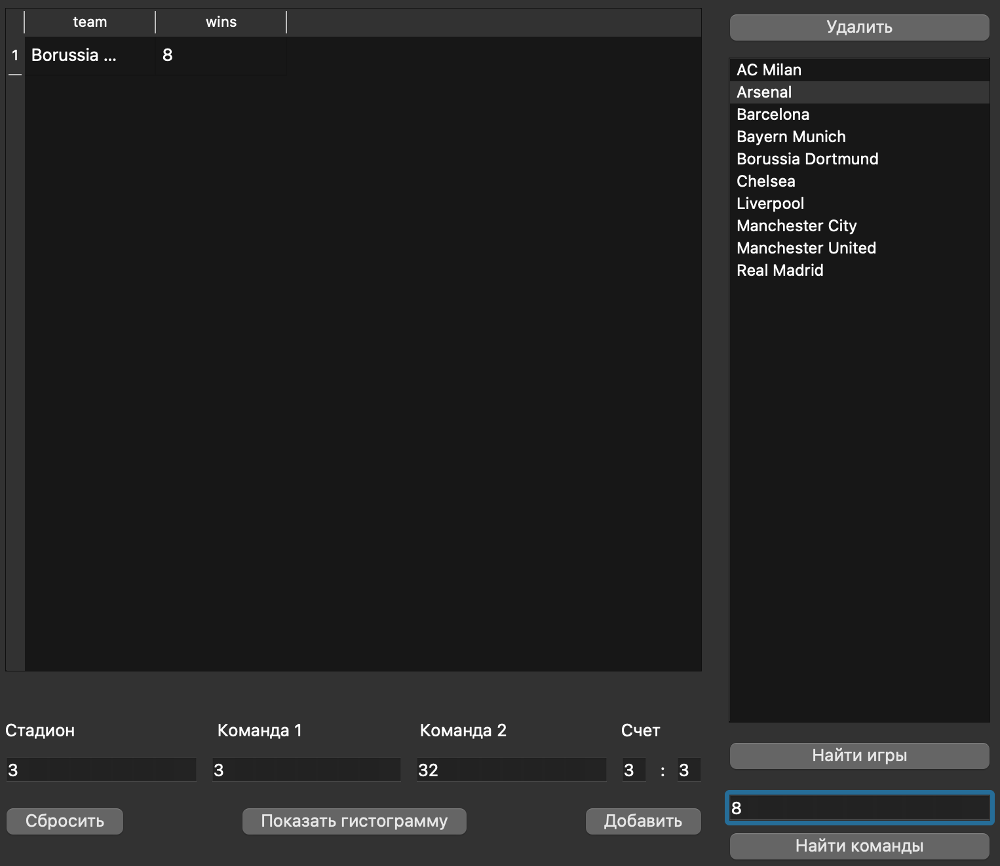 team wins
1 Borussia ... 8
Удалить
AC Milan
Arsenal
Barcelona
Bayern Munich
Borussia Dortmund
Chelsea
Liverpool
Manchester City
Manchester United
Real Madrid
Стадион Команда 1 Команда 2 Счет
3 3 32 3 : 3
Сбросить Показать гистограмму Добавить
Найти игры
8
Найти команды